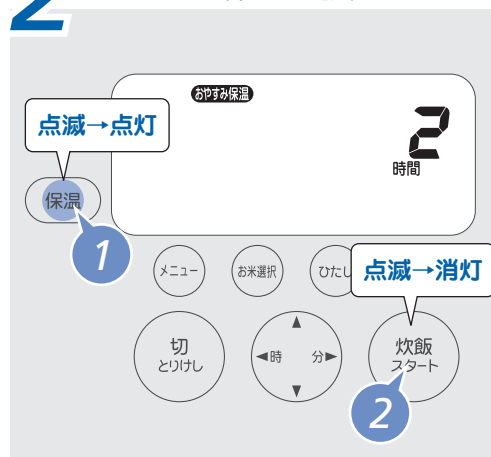 2
おやすみ保温
点滅→点灯
2
時間
保温
1
メニュー
お米選択
ひたし
点滅→消灯
切
とりけし
◀時 分▶
炊飯
スタート
2